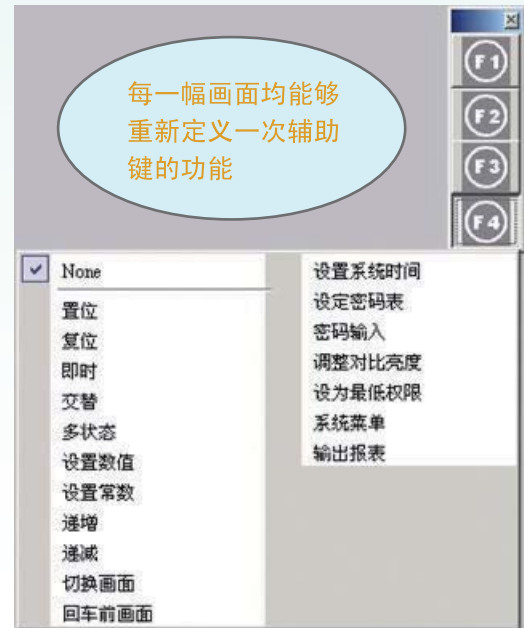 每一幅画面均能够
重新定义一次辅助
键的功能
F1
F2
F3
F4
None
置位
复位
即时
交替
多状态
设置数值
设置常数
递增
递减
切换画面
回车前画面
设置系统时间
设定密码表
密码输入
调整对比亮度
设为最低权限
系统菜单
输出报表